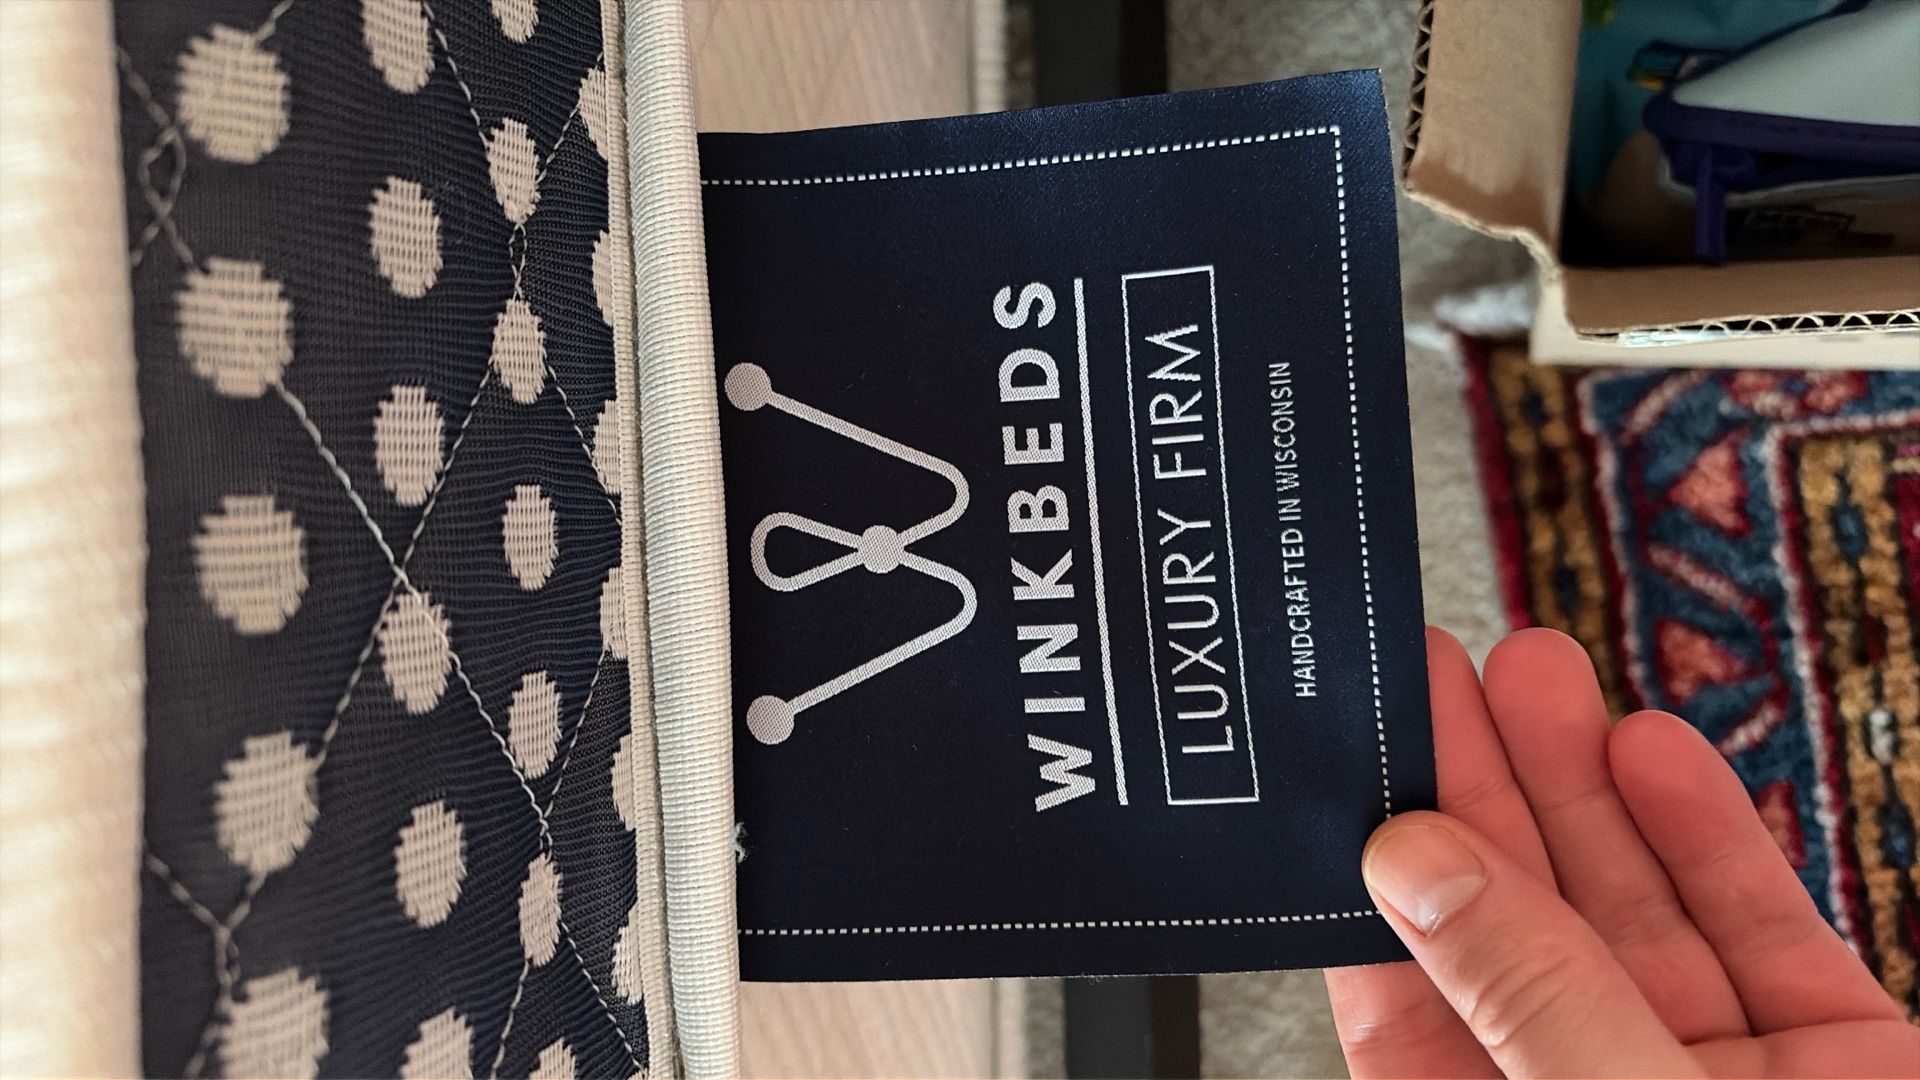 WINKBEDS
LUXURY FIRM
HANDCRAFTED IN WISCONSIN